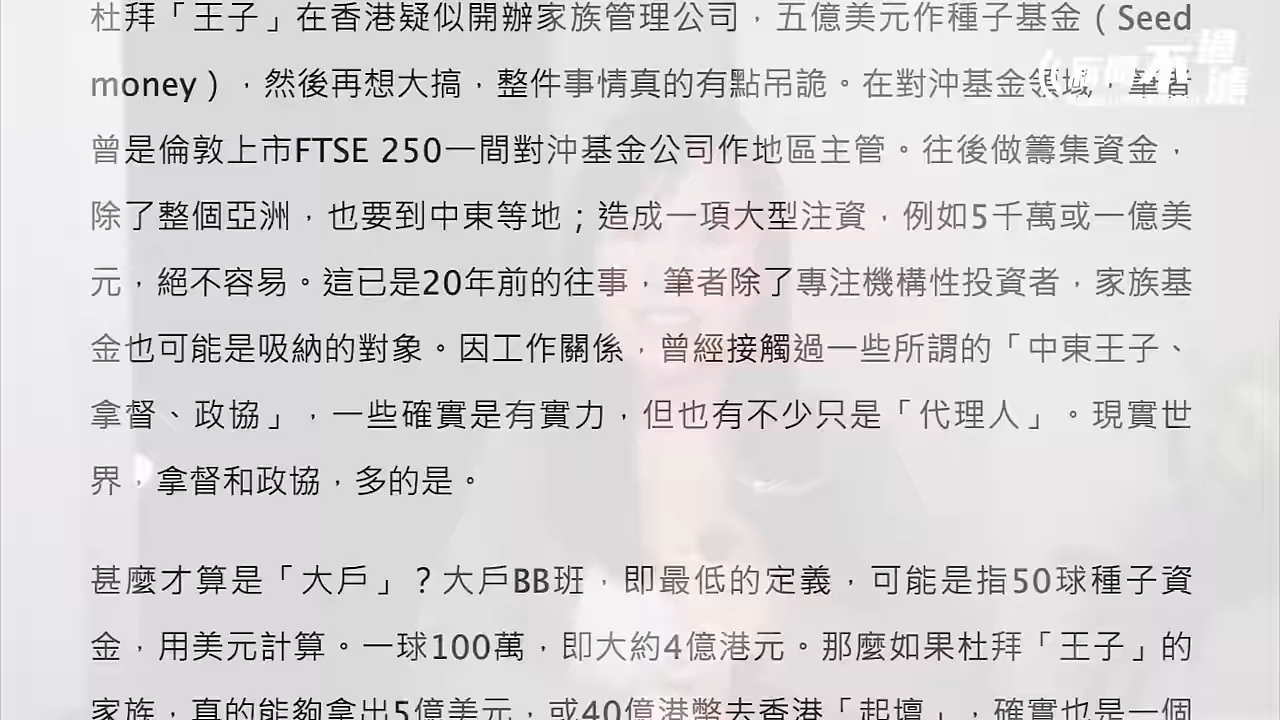 杜拜「王子」在香港疑似開辦家族管理公司，五億美元作種子基金（Seed
money），然後再想大搞，整件事情真的有點吊詭。在對沖基金領域，筆者
曾是倫敦上市FTSE 250一間對沖基金公司作地區主管。往後做籌集資金，
除了整個亞洲，也要到中東等地；造成一項大型注資，例如5千萬或一億美
元，絕不容易。這已是20年前的往事，筆者除了專注機構性投資者，家族基
金也可能是吸納的對象。因工作關係，曾經接觸過一些所謂的「中東王子、
拿督、政協」，一些確實是有實力，但也有不少只是「代理人」。現實世
界，拿督和政協，多的是。
甚麼才算是「大戶」？大戶BB班，即最低的定義，可能是指50球種子資
金，用美元計算。一球100萬，即大約4億港元。那麼如果杜拜「王子」的
家族，真的能夠拿出5億美元，或40億港幣去香港「起壇」，確實也是一個